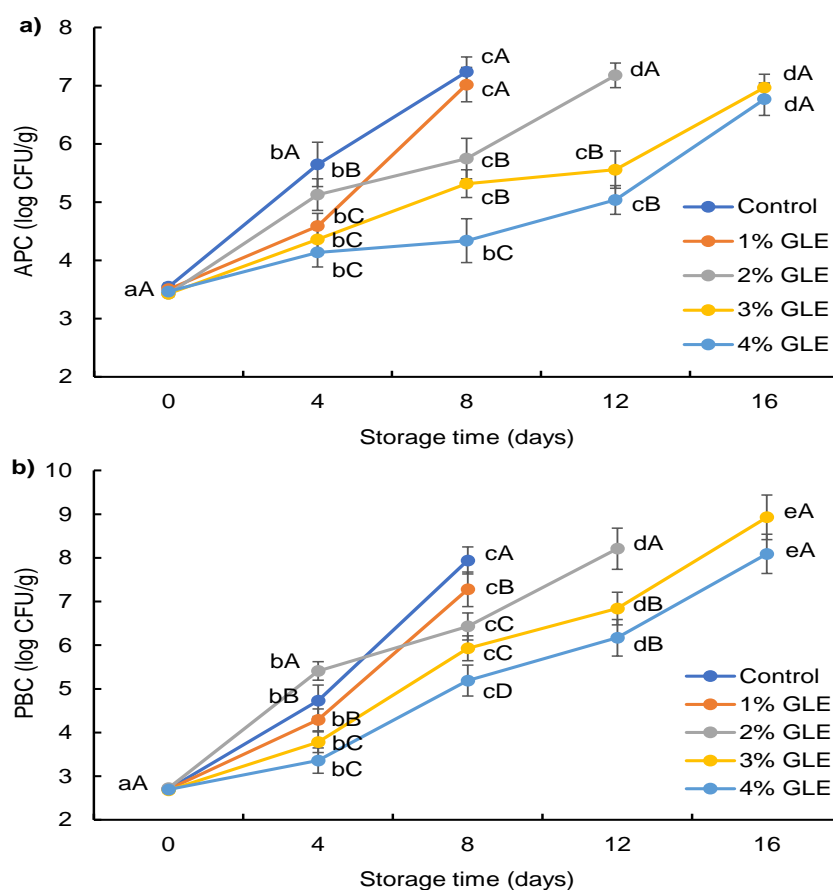 a)
8
7
6
5
4
3
2
APC (log CFU/g)
cA
cA
dA
dA
dA
bA
bB
cB
cB
cB
cB
bC
bC
bC
bC
aA
Control
1% GLE
2% GLE
3% GLE
4% GLE
0 4 8 12 16
Storage time (days)
b)
10
9
8
7
6
5
4
3
2
PBC (log CFU/g)
eA
eA
cA
dA
cB
cC
dB
cC
dB
bA
cD
bB
bB
bC
bC
aA
Control
1% GLE
2% GLE
3% GLE
4% GLE
0 4 8 12 16
Storage time (days)